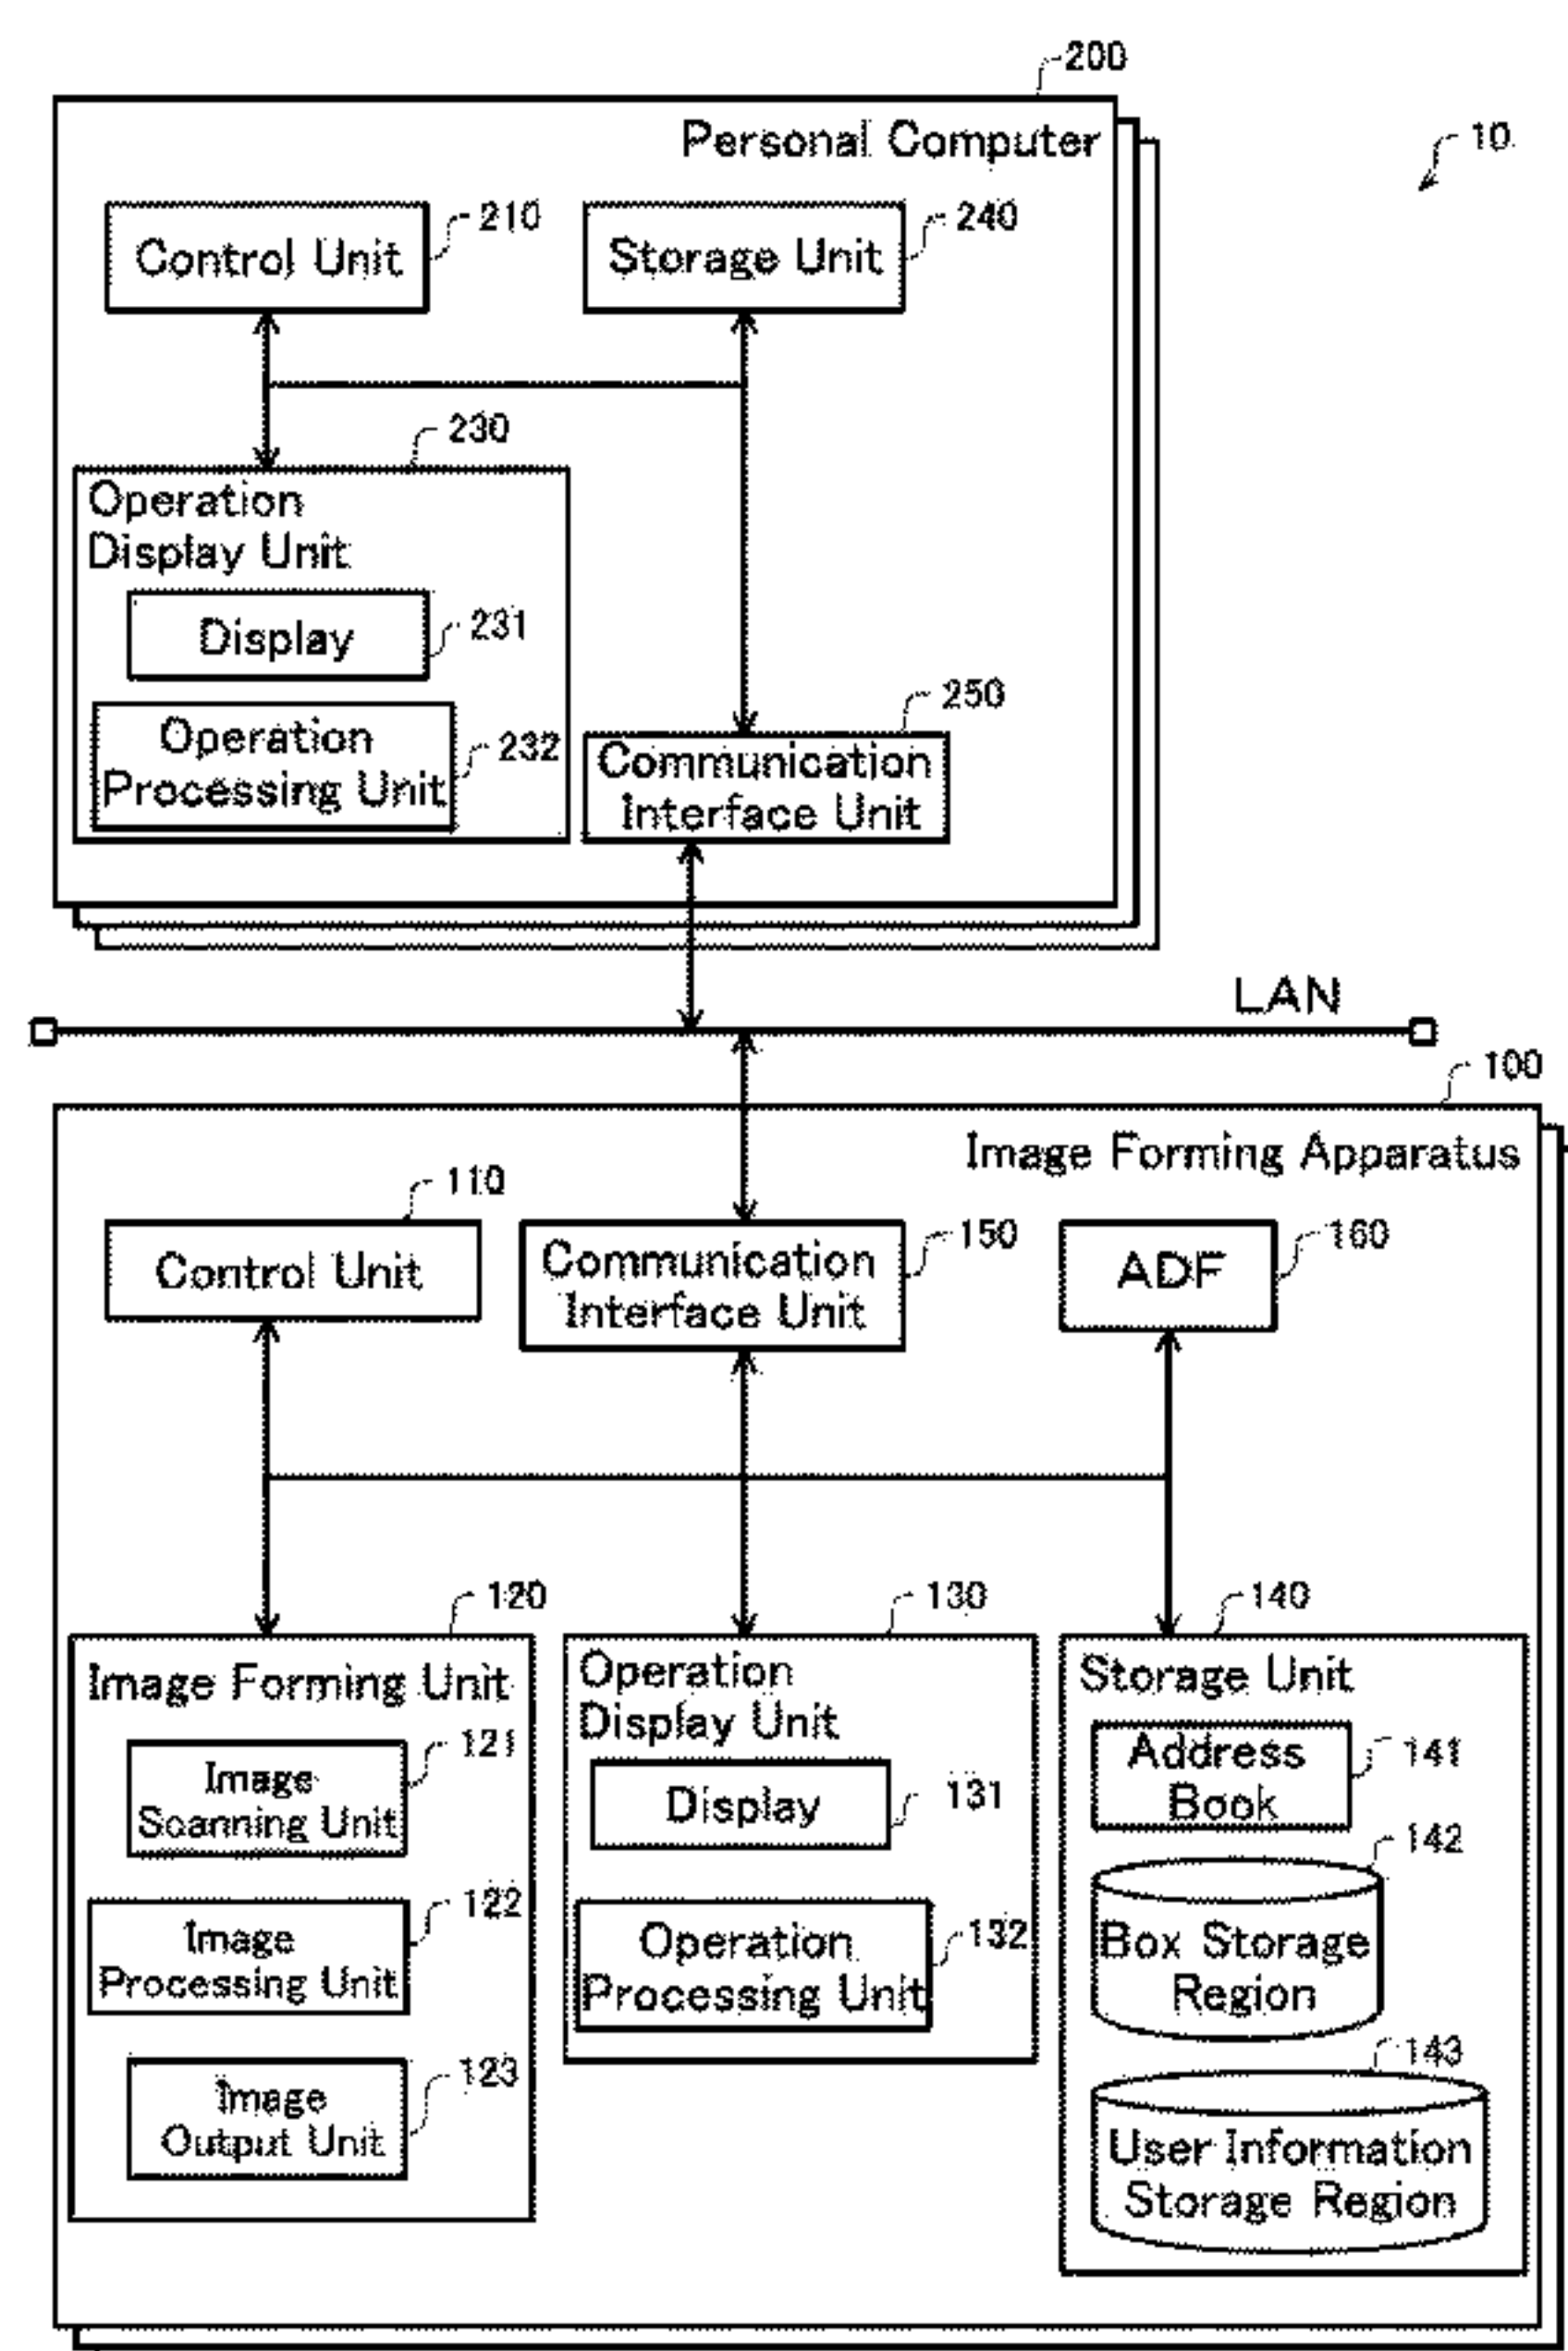 200
Personal Computer
10
210
240
Control Unit
Storage Unit
230
Operation
Display Unit
Display
231
250
Operation
Processing Unit
232
Communication
Interface Unit
LAN
100
Image Forming Apparatus
110
150
160
Control Unit
Communication
Interface Unit
ADF
120
130
140
Image Forming Unit
121
Image
Scanning Unit
122
Image
Processing Unit
123
Image
Output Unit
Operation
Display Unit
Display
131
Operation
Processing Unit
132
Storage Unit
Address
Book
141
142
Box Storage
Region
143
User Information
Storage Region